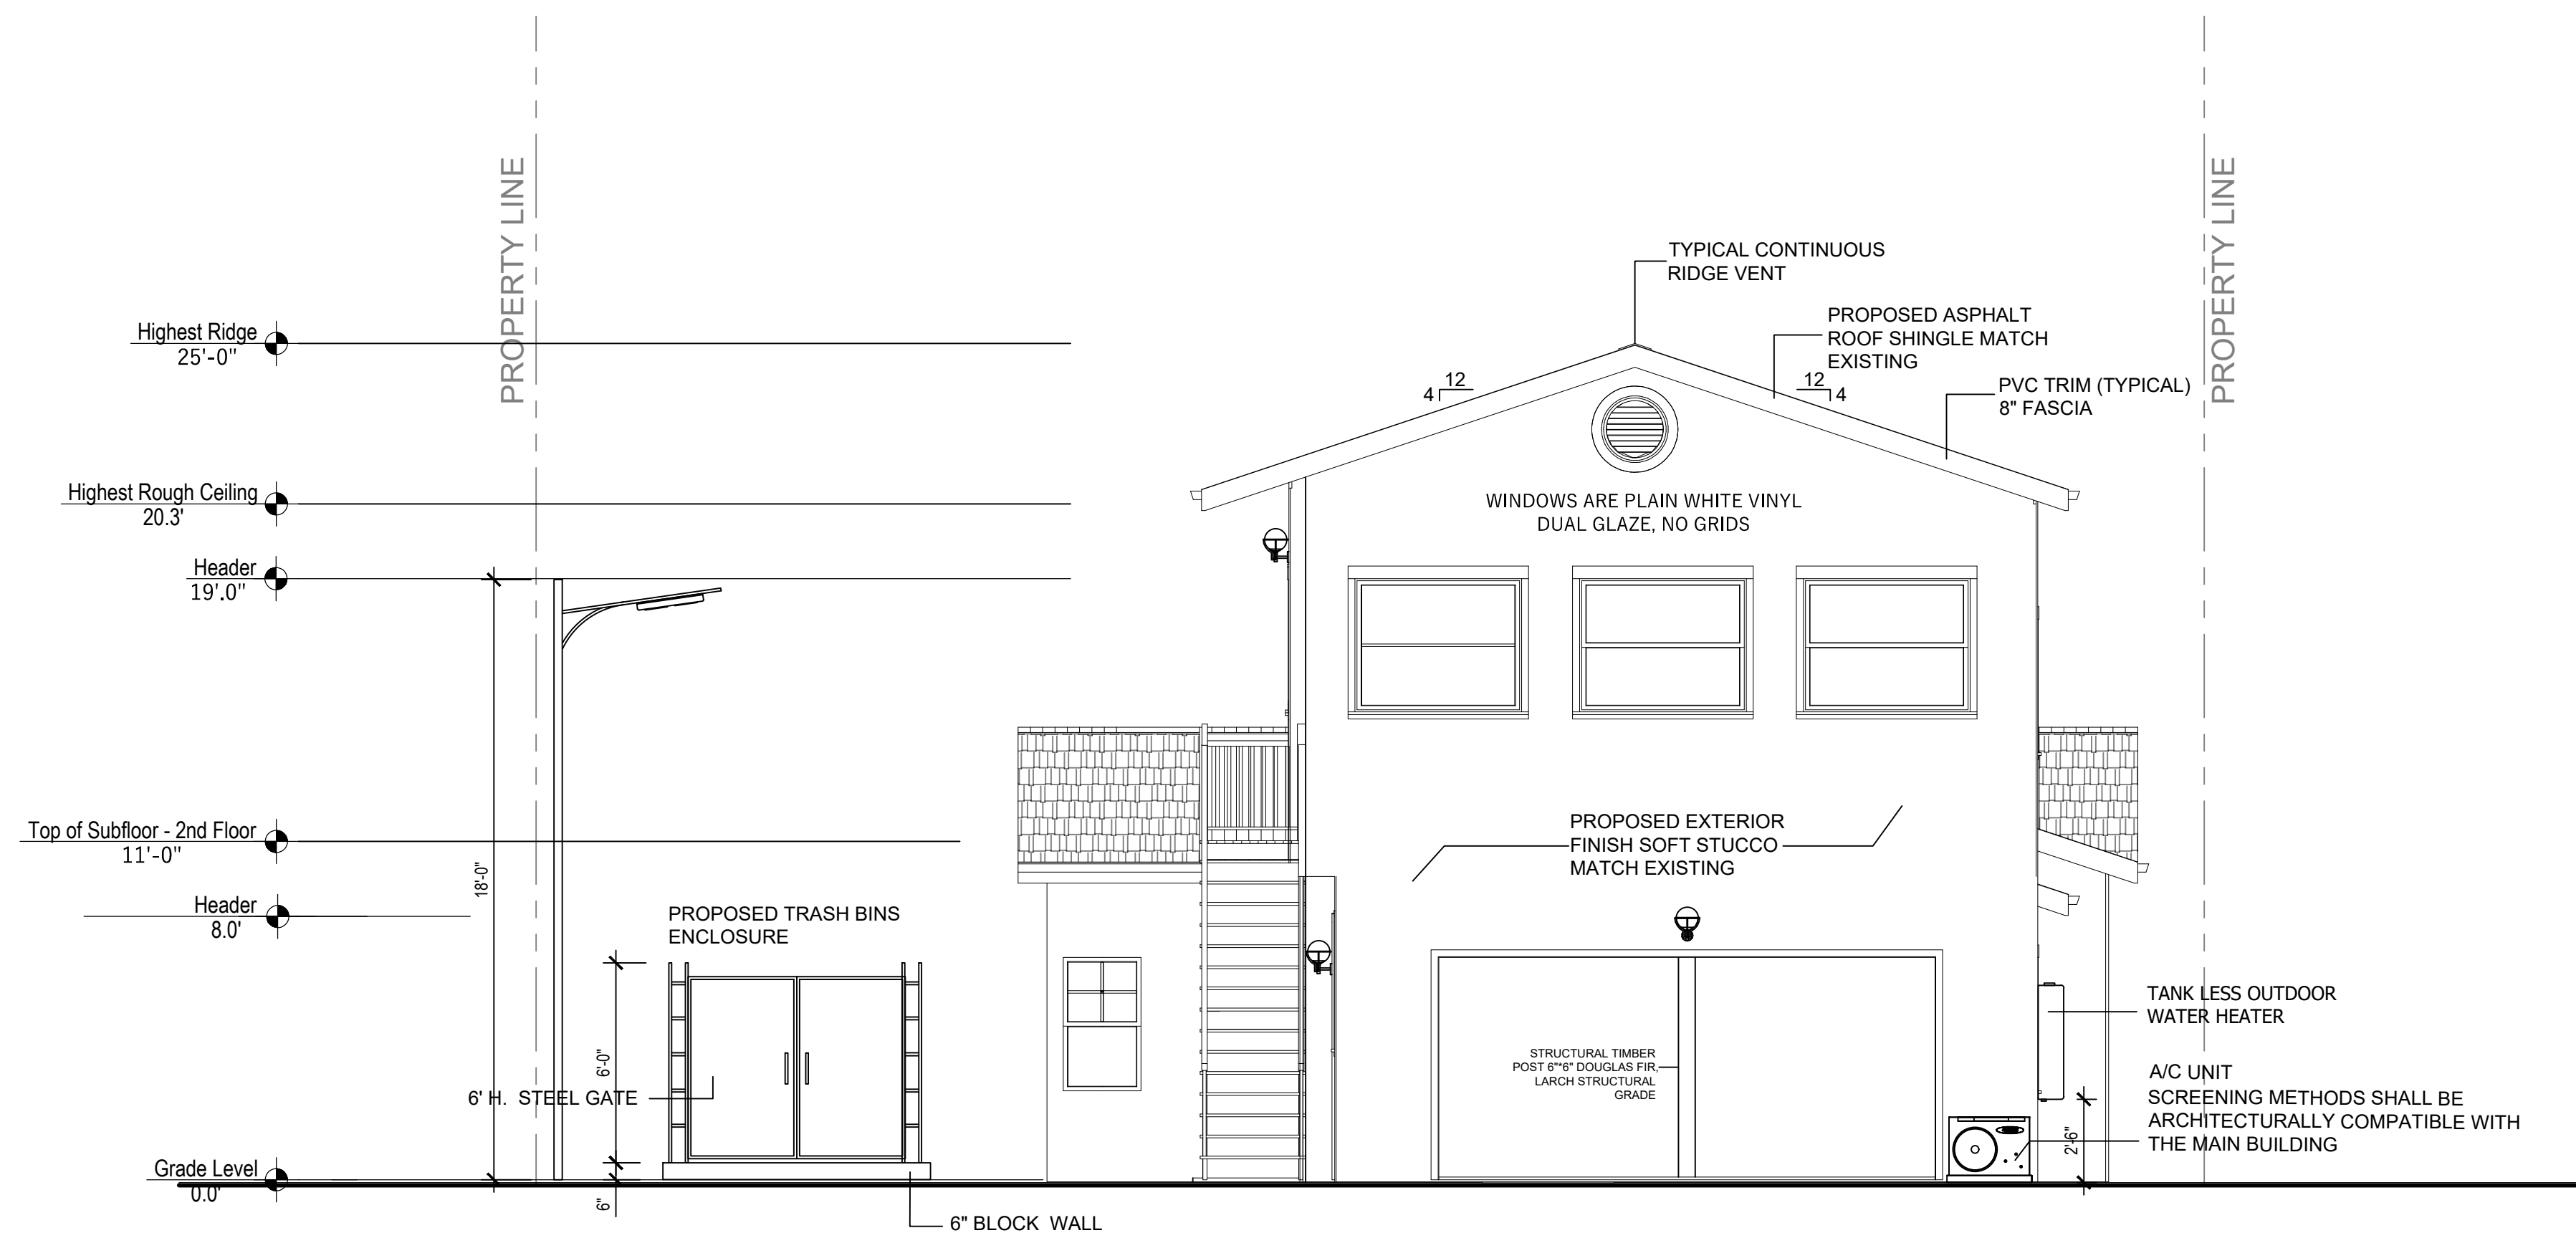 PROPERTY LINE
PROPERTY LINE
TYPICAL CONTINUOUS
RIDGE VENT
PROPOSED ASPHALT
ROOF SHINGLE MATCH
EXISTING
Highest Ridge
25'-0"
12
4
12
4
PVC TRIM (TYPICAL)
8" FASCIA
Highest Rough Ceiling
20.3'
WINDOWS ARE PLAIN WHITE VINYL
DUAL GLAZE, NO GRIDS
Header
19'.0"
Top of Subfloor - 2nd Floor
11'-0"
PROPOSED EXTERIOR
FINISH SOFT STUCCO
MATCH EXISTING
18'-0"
Header
8.0'
PROPOSED TRASH BINS
ENCLOSURE
TANK LESS OUTDOOR
WATER HEATER
STRUCTURAL TIMBER
POST 6"*6" DOUGLAS FIR,
LARCH STRUCTURAL
GRADE
6'-0"
6' H. STEEL GATE
A/C UNIT
SCREENING METHODS SHALL BE
ARCHITECTURALLY COMPATIBLE WITH
THE MAIN BUILDING
2'-6"
Grade Level
0.0'
6"
6" BLOCK WALL